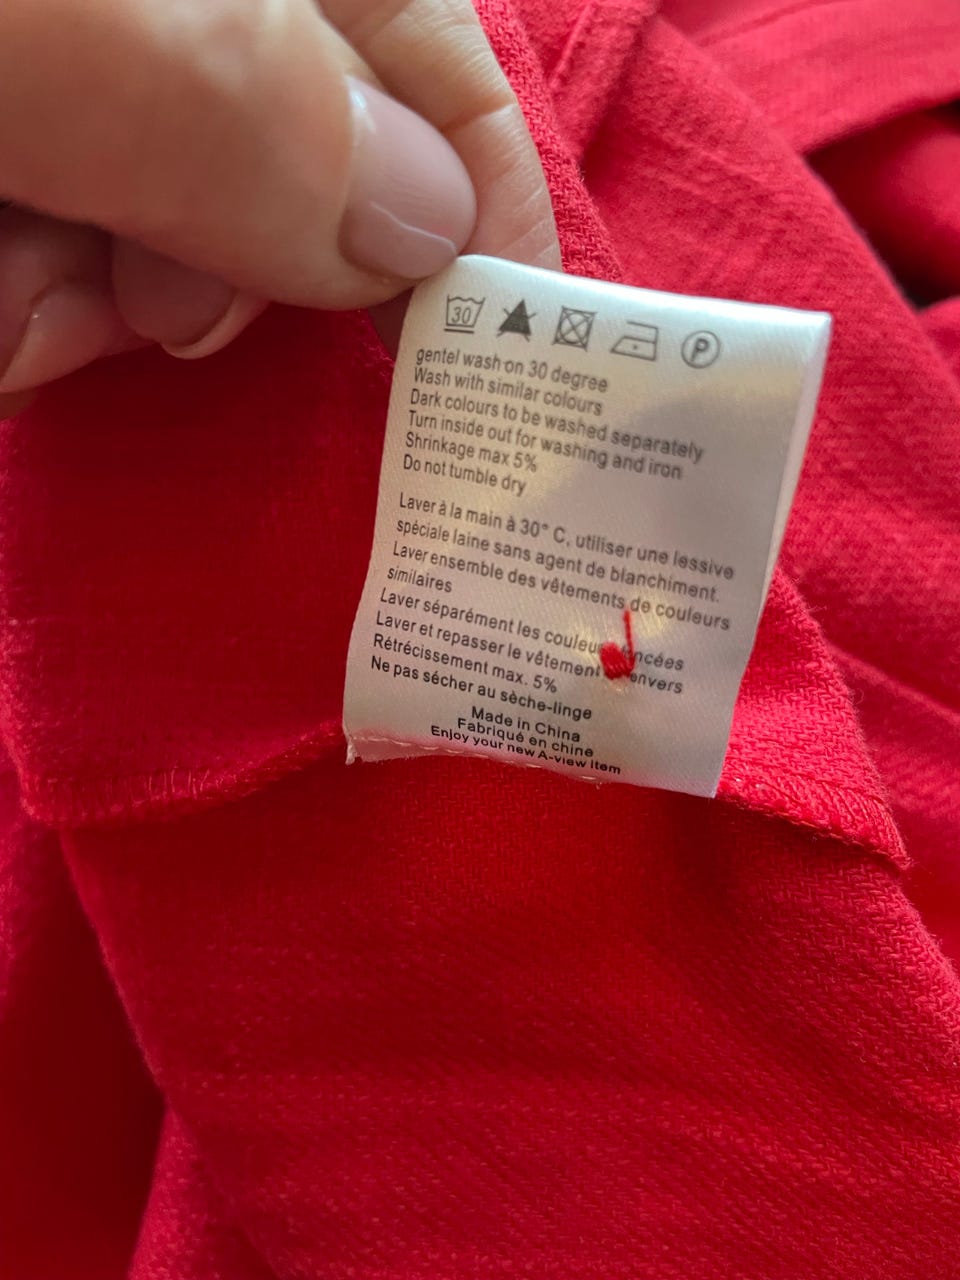 30 P
gentel wash on 30 degree
Wash with similar colours
Dark colours to be washed separately
Turn inside out for washing and iron
Shrinkage max 5%
Do not tumble dry
Laver à la main à 30° C, utiliser une lessive
spéciale laine sans agent de blanchiment.
Laver ensemble des vêtements de couleurs
similaires
Laver séparément les
Laver et repasser le vêtement
Rétrécissement max. 5%
Ne pas sécher au sèche-linge
Made in China
Fabriqué en chine
Enjoy your new A-view item